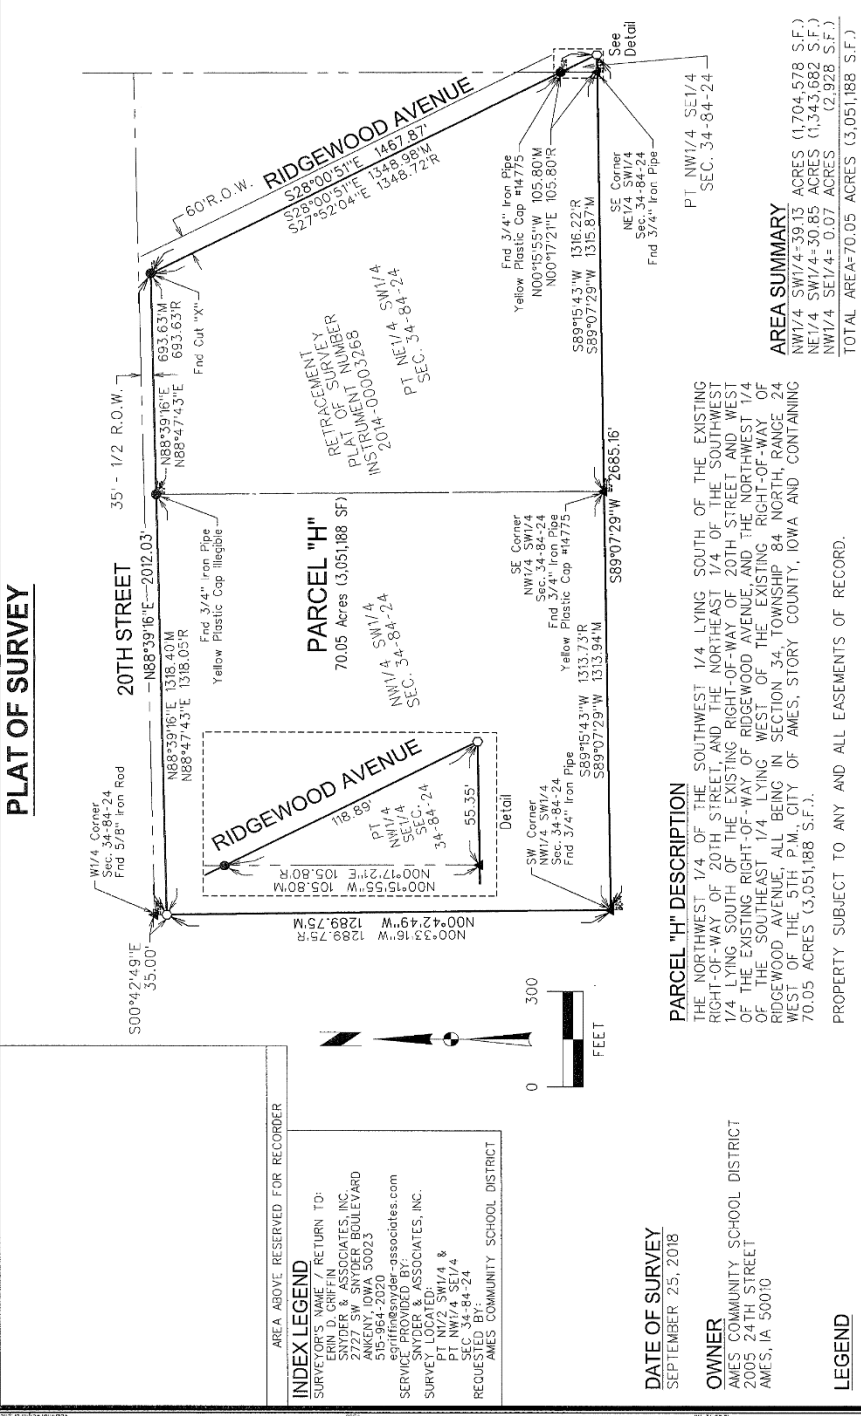 PLAT OF SURVEY
AREA ABOVE RESERVED FOR RECORDER
INDEX LEGEND
SURVEYOR'S NAME / RETURN TO:
ERIN D. GRIFFIN
SNYDER & ASSOCIATES, INC.
2727 SW. SNYDER BOULEVARD
ANKENY, IOWA 50023
515-964-2020
egriffin@snyder-associates.com
SERVICE PROVIDED BY:
SNYDER & ASSOCIATES, INC.
SURVEY LOCATED:
PT N1/2 SW1/4 &
PT NW1/4 SE1/4
SEC 34-84-24
REQUESTED BY:
AMES COMMUNITY SCHOOL DISTRICT
W1/4 Corner
Sec. 34-84-24
Fnd 5/8" Iron Rod
S00°42'49"E
35.00'
20TH STREET
35' - 1/2 R.O.W.
N88°39'16"E 2012.03'
N88°39'16"E 1318.40'M
N88°47'43"E 1318.05'R
Fnd 3/4" Iron Pipe
Yellow Plastic Cap Illegible
N88°39'16"E 693.63'M
N88°47'43"E 693.63'R
Fnd Cut "X"
60'R.O.W.
RIDGEWOOD AVENUE
S28°00'51"E 1467.87'
S28°00'51"E 1348.98'M
S27°52'04"E 1348.72'R
See
Detail
RETRACEMENT
PLAT OF SURVEY
PLAT NUMBER
INSTRUMENT
2014-00003268
PT NE1/4 SW1/4
SEC. 34-84-24
PARCEL "H"
70.05 Acres (3,051,188 SF)
NW1/4 SW1/4
SEC. 34-84-24
RIDGEWOOD AVENUE
118.89'
PT
NW1/4
SE1/4
SEC.
34-84-24
N00°17'21"E 105.80'R
N00°15'55"W 105.80'M
55.35'
Detail
N00°33'16"W 1289.75'R
N00°42'49"W 1289.75'M
Fnd 3/4" Iron Pipe
Yellow Plastic Cap #14775
N00°15'55"W 105.80'M
N00°17'21"E 105.80'R
SW Corner
NW1/4 SW1/4
Sec. 34-84-24
Fnd 3/4" Iron Pipe
S89°15'43"W 1313.73'R
S89°07'29"W 1313.94'M
SE Corner
NW1/4 SW1/4
Sec. 34-84-24
Fnd 3/4" Iron Pipe
Yellow Plastic Cap #14775
S89°07'29"W 2685.16'
S89°15'43"W 1316.22'R
S89°07'29"W 1315.87'M
SE Corner
NE1/4 SW1/4
Sec. 34-84-24
Fnd 3/4" Iron Pipe
PT NW1/4 SE1/4
SEC. 34-84-24
0 300
FEET
DATE OF SURVEY
SEPTEMBER 25, 2018
OWNER
AMES COMMUNITY SCHOOL DISTRICT
2005 24TH STREET
AMES, IA 50010
LEGEND
PARCEL "H" DESCRIPTION
THE NORTHWEST 1/4 OF THE SOUTHWEST 1/4 LYING SOUTH OF THE EXISTING
RIGHT-OF-WAY OF 20TH STREET, AND THE NORTHEAST 1/4 OF THE SOUTHWEST
1/4 LYING SOUTH OF THE EXISTING RIGHT-OF-WAY OF 20TH STREET AND WEST
OF THE EXISTING RIGHT-OF-WAY OF RIDGEWOOD AVENUE, AND THE NORTHWEST 1/4
OF THE SOUTHEAST 1/4 LYING WEST OF THE EXISTING RIGHT-OF-WAY OF
RIDGEWOOD AVENUE, ALL BEING IN SECTION 34, TOWNSHIP 84 NORTH, RANGE 24
WEST OF THE 5TH P.M., CITY OF AMES, STORY COUNTY, IOWA AND CONTAINING
70.05 ACRES (3,051,188 S.F.).
PROPERTY SUBJECT TO ANY AND ALL EASEMENTS OF RECORD.
AREA SUMMARY
NW1/4 SW1/4=39.13 ACRES (1,704,578 S.F.)
NE1/4 SW1/4=30.85 ACRES (1,343,682 S.F.)
NW1/4 SE1/4= 0.07 ACRES (2,928 S.F.)
TOTAL AREA=70.05 ACRES (3,051,188 S.F.)